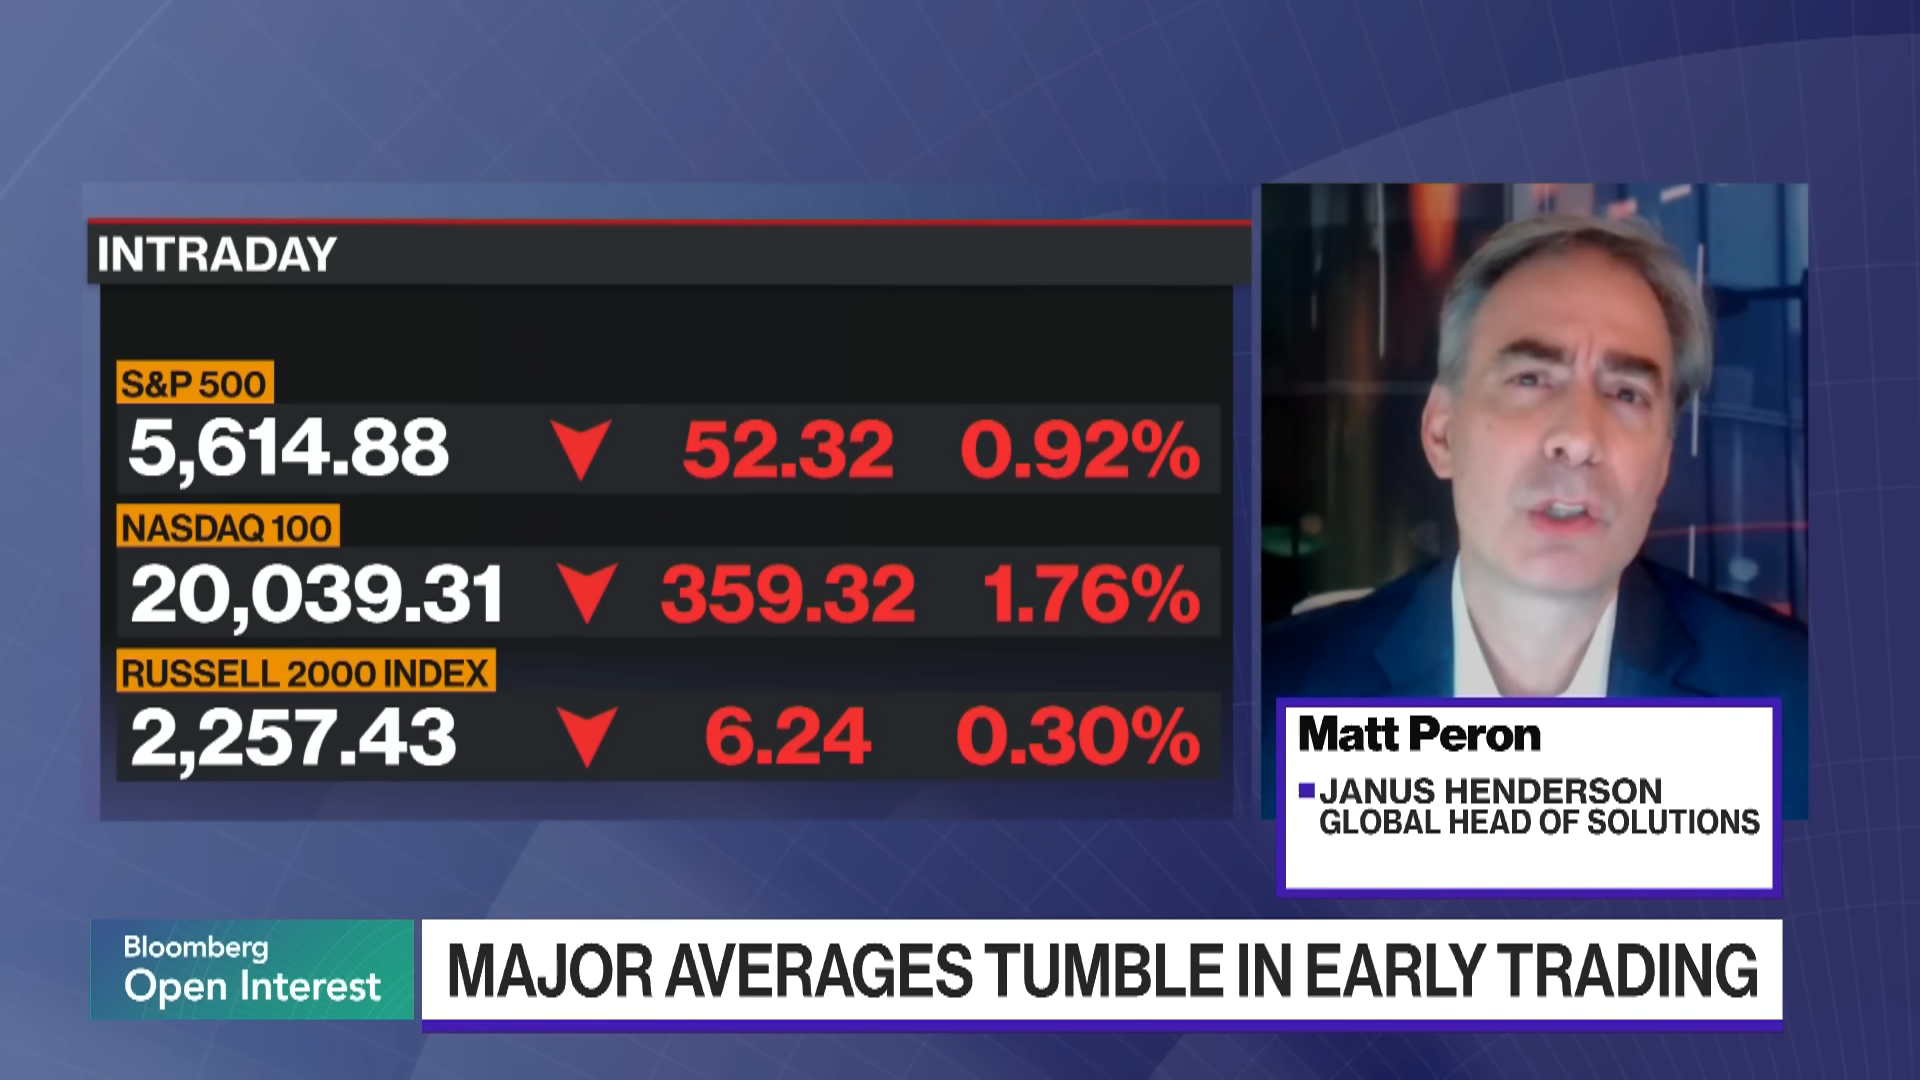 INTRADAY
S&P 500
5,614.88 52.32 0.92%
NASDAQ 100
20,039.31 359.32 1.76%
RUSSELL 2000 INDEX
2,257.43 6.24 0.30%
Matt Peron
JANUS HENDERSON
GLOBAL HEAD OF SOLUTIONS
Bloomberg
Open Interest
MAJOR AVERAGES TUMBLE IN EARLY TRADING